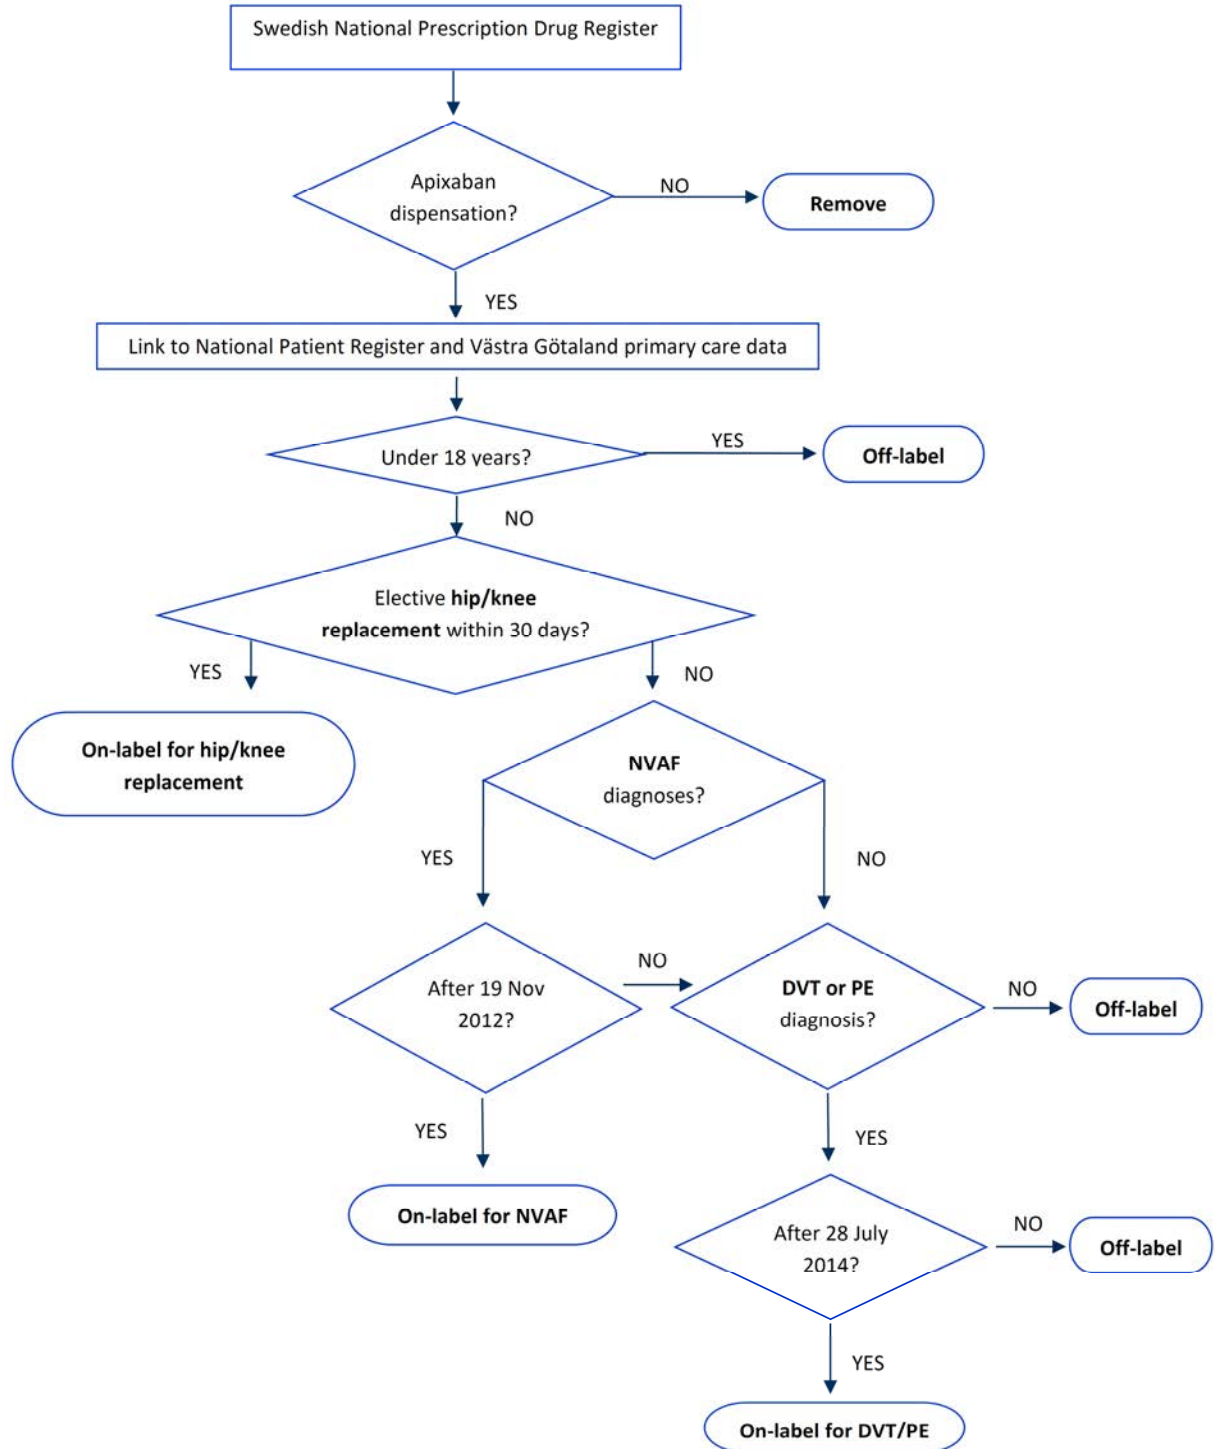 Swedish National Prescription Drug Register
Apixaban
dispensation?
NO
Remove
YES
Link to National Patient Register and Västra Götaland primary care data
Under 18 years?
YES
Off-label
NO
Elective hip/knee
replacement within 30 days?
YES
NO
On-label for hip/knee
replacement
NVAF
diagnoses?
YES
NO
After 19 Nov
2012?
NO
DVT or PE
diagnosis?
NO
Off-label
YES
YES
On-label for NVAF
After 28 July
2014?
NO
Off-label
YES
On-label for DVT/PE